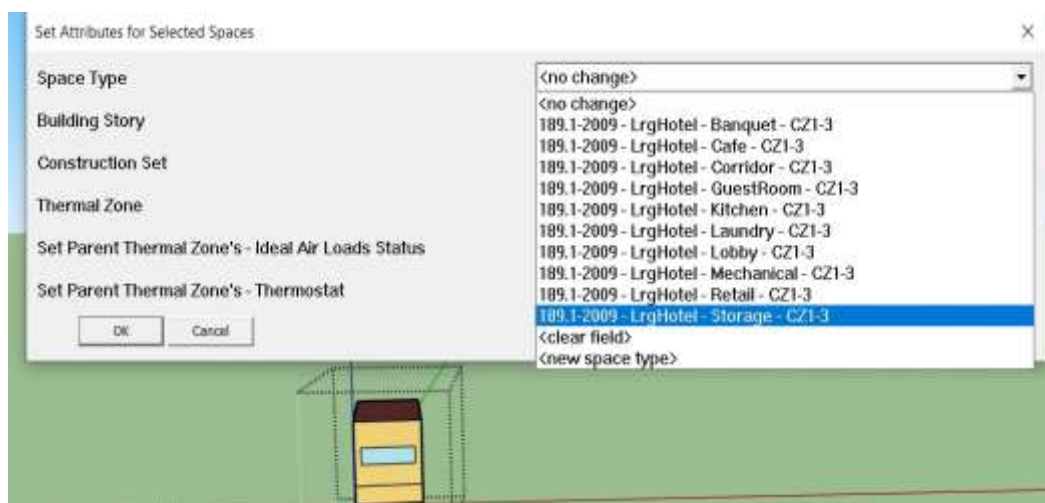 Set Attributes for Selected Spaces
Space Type
<no change>
<no change>
189.1-2009 - LrgHotel - Banquet - CZ1-3
189.1-2009 - LrgHotel - Cafe - CZ1-3
189.1-2009 - LrgHotel - Corridor - CZ1-3
189.1-2009 - LrgHotel - GuestRoom - CZ1-3
189.1-2009 - LrgHotel - Kitchen - CZ1-3
189.1-2009 - LrgHotel - Laundry - CZ1-3
189.1-2009 - LrgHotel - Lobby - CZ1-3
189.1-2009 - LrgHotel - Mechanical - CZ1-3
189.1-2009 - LrgHotel - Retail - CZ1-3
189.1-2009 - LrgHotel - Storage - CZ1-3
<clear field>
<new space type>
Building Story
Construction Set
Thermal Zone
Set Parent Thermal Zone's - Ideal Air Loads Status
Set Parent Thermal Zone's - Thermostat
OK
Cancel